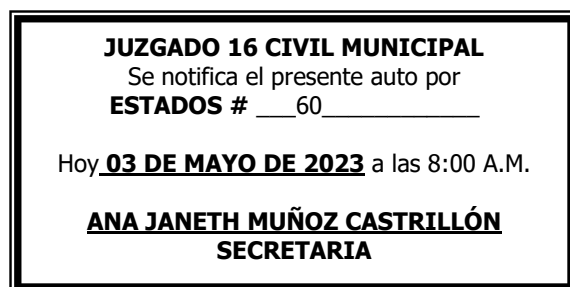 JUZGADO 16 CIVIL MUNICIPAL
Se notifica el presente auto por
ESTADOS # ___60____________
Hoy 03 DE MAYO DE 2023 a las 8:00 A.M.
ANA JANETH MUÑOZ CASTRILLÓN
SECRETARIA